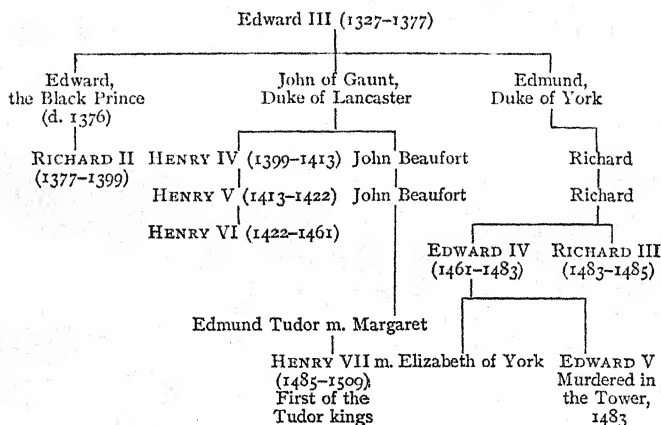 Edward III (1327–1377)
Edward, John of Gaunt, Edmund,
the Black Prince Duke of Lancaster Duke of York
(d. 1376)
RICHARD II HENRY IV (1399–1413) John Beaufort Richard
(1377–1399)
HENRY V (1413–1422) John Beaufort Richard
HENRY VI (1422–1461)
EDWARD IV RICHARD III
(1461–1483) (1483–1485)
Edmund Tudor m. Margaret
HENRY VII m. Elizabeth of York EDWARD V
(1485–1509) Murdered in
First of the the Tower,
Tudor kings 1483